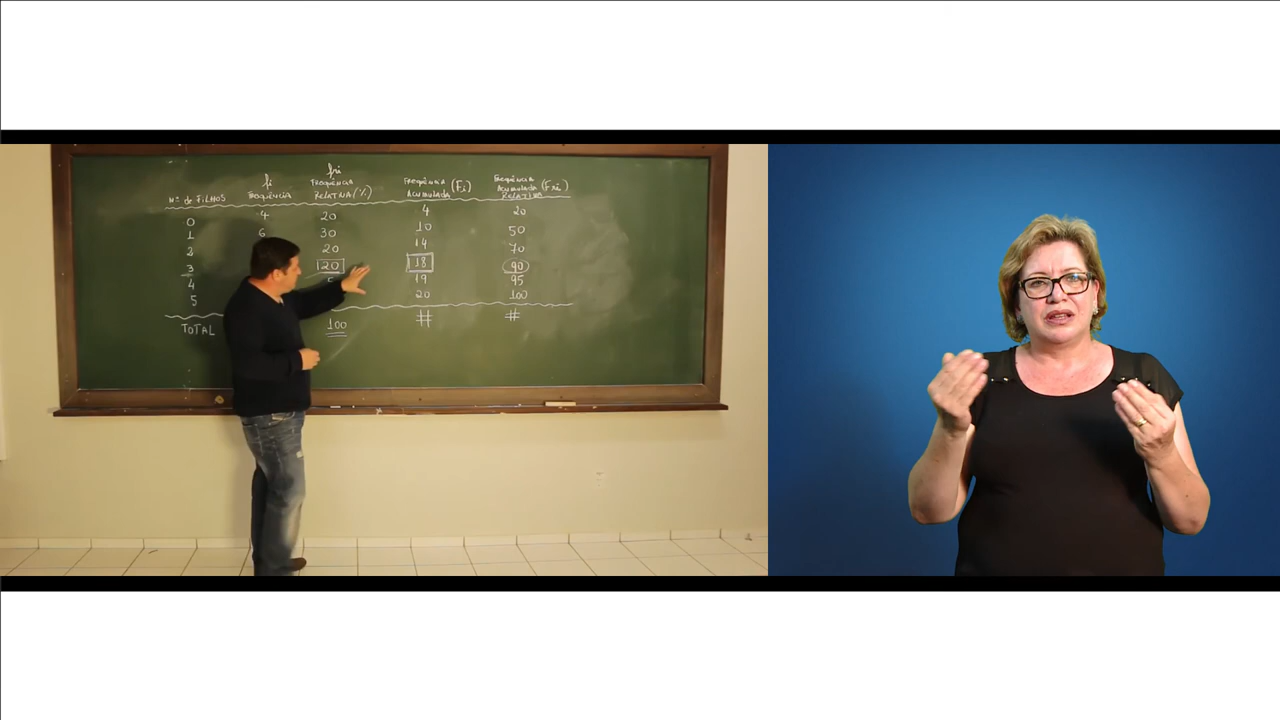 Nº de FILHOS fi FREQUÊNCIA fri FREQUÊNCIA RELATIVA (%) FREQUÊNCIA ACUMULADA (Fi) FREQUÊNCIA ACUMULADA RELATIVA (Fri)
0 4 20 4 20
1 6 30 10 50
2 20 14 70
3 20 18 90
4 19 95
5 20 100
TOTAL 100 # #